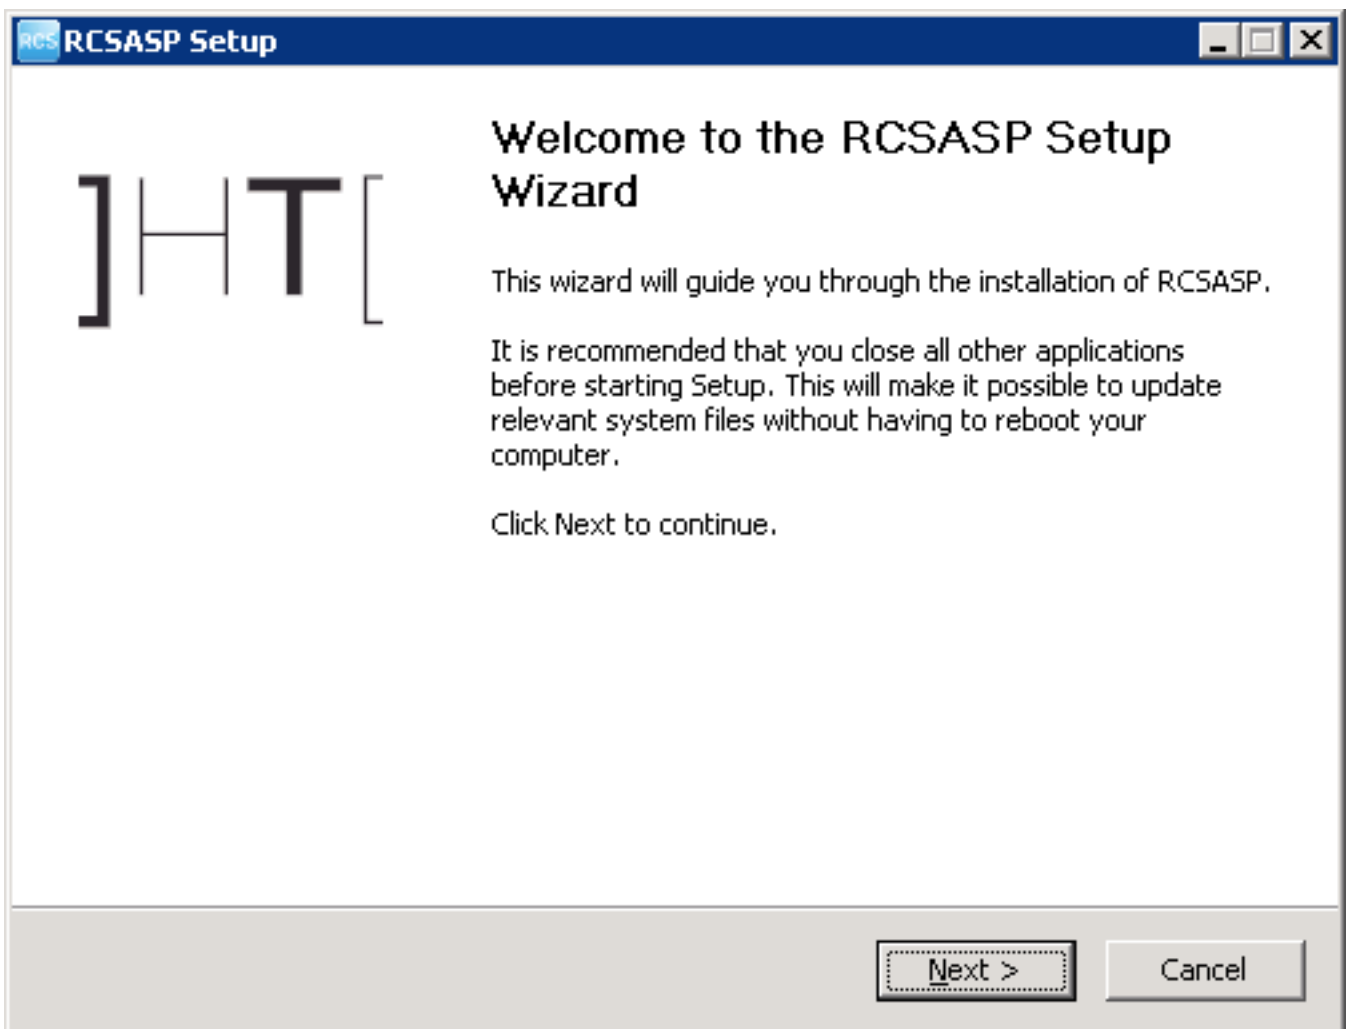 RCS RCSASP Setup
]HT[
Welcome to the RCSASP Setup
Wizard
This wizard will guide you through the installation of RCSASP.
It is recommended that you close all other applications
before starting Setup. This will make it possible to update
relevant system files without having to reboot your
computer.
Click Next to continue.
Next >
Cancel